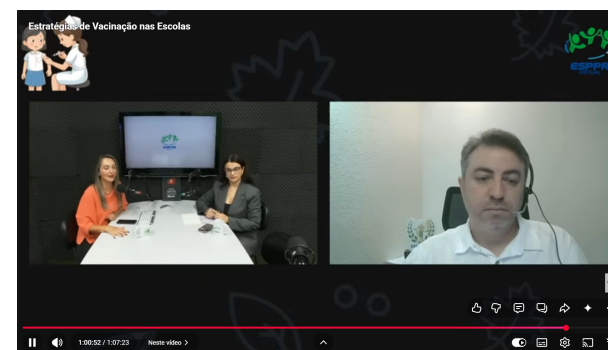 Estratégias de Vacinação nas Escolas
ESPPR
1:00:52 / 1:07:23
Neste vídeo